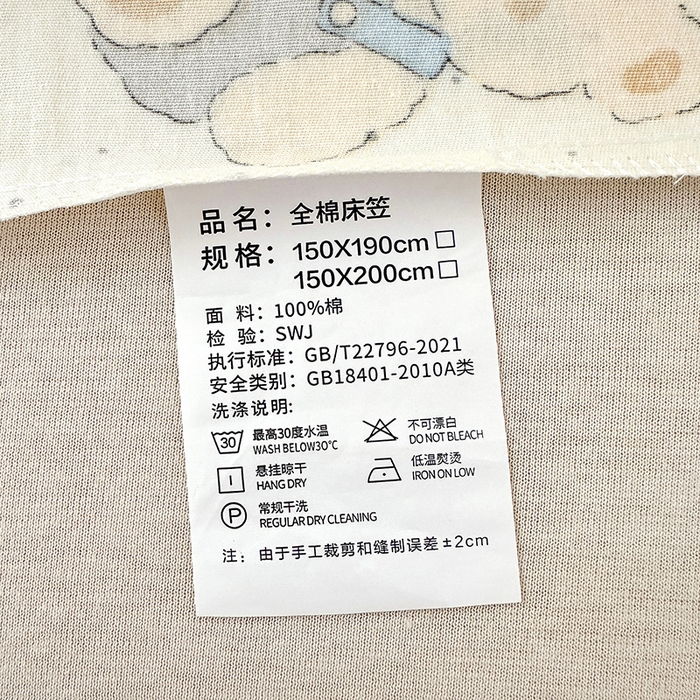 品名：全棉床笠
规格：150X190cm□
150X200cm□
面 料：100%棉
检 验：SWJ
执行标准：GB/T22796-2021
安全类别：GB18401-2010A类
洗涤说明:
30 最高30度水温 不可漂白
WASH BELOW30℃ DO NOT BLEACH
悬挂晾干 低温熨烫
HANG DRY IRON ON LOW
P 常规干洗
REGULAR DRY CLEANING
注：由于手工裁剪和缝制误差±2cm